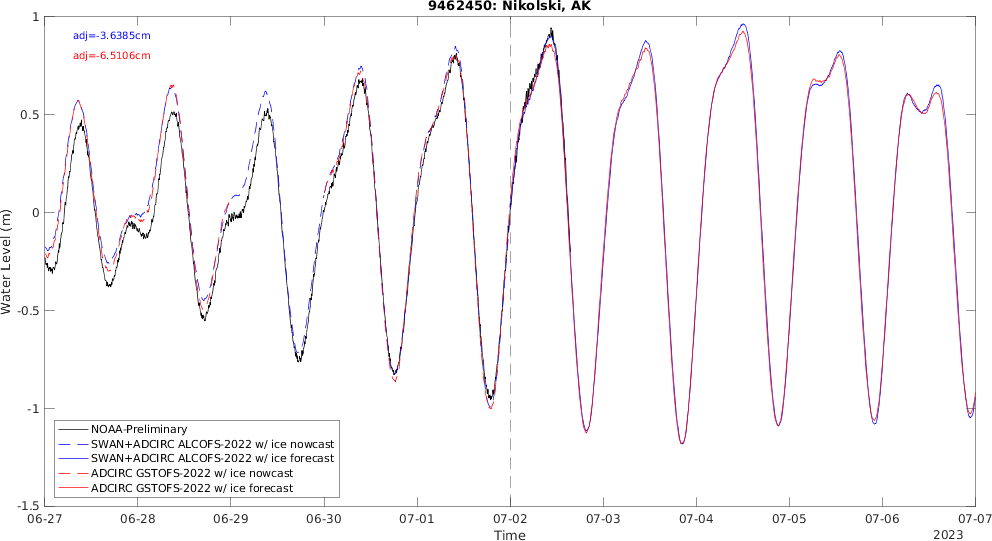 9462450: Nikolski, AK
adj=-3.6385cm
adj=-6.5106cm
Water Level (m)
1
0.5
0
-0.5
-1
-1.5
NOAA-Preliminary
SWAN+ADCIRC ALCOFS-2022 w/ ice nowcast
SWAN+ADCIRC ALCOFS-2022 w/ ice forecast
ADCIRC GSTOFS-2022 w/ ice nowcast
ADCIRC GSTOFS-2022 w/ ice forecast
06-27 06-28 06-29 06-30 07-01 07-02 07-03 07-04 07-05 07-06 07-07
Time
2023